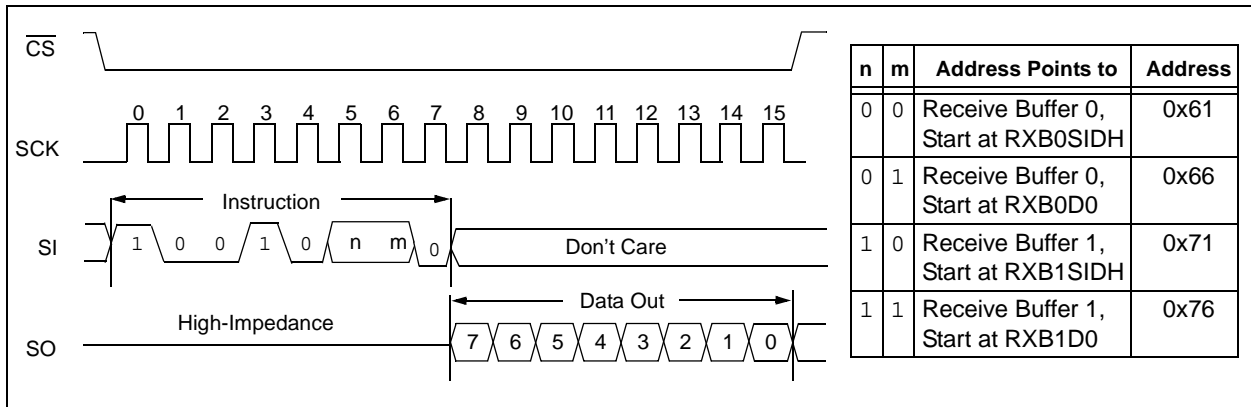 CS
SCK
0 1 2 3 4 5 6 7 8 9 10 11 12 13 14 15
Instruction
SI
1 0 0 1 0 n m 0
Don't Care
Data Out
High-Impedance
SO
7 6 5 4 3 2 1 0
n m Address Points to Address
0 0 Receive Buffer 0, 0x61
Start at RXB0SIDH
0 1 Receive Buffer 0, 0x66
Start at RXB0D0
1 0 Receive Buffer 1, 0x71
Start at RXB1SIDH
1 1 Receive Buffer 1, 0x76
Start at RXB1D0